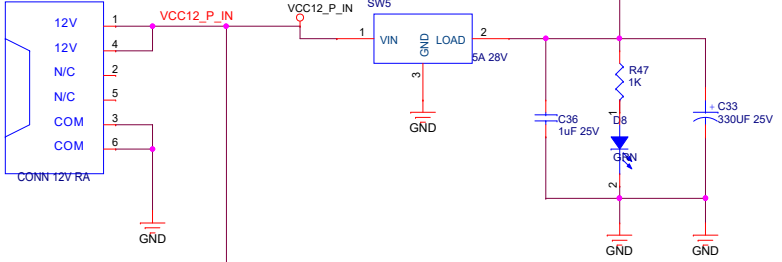 VCC12_P_IN
SW5
12V
1
VCC12_P_IN
12V
4
N/C
2
N/C
5
COM
3
COM
6
CONN 12V RA
GND
1
VIN
GND
LOAD
2
3
5A 28V
GND
C36
1uF 25V
R47
1K
1
D8
GRN
2
+
C33
330UF 25V
GND
GND